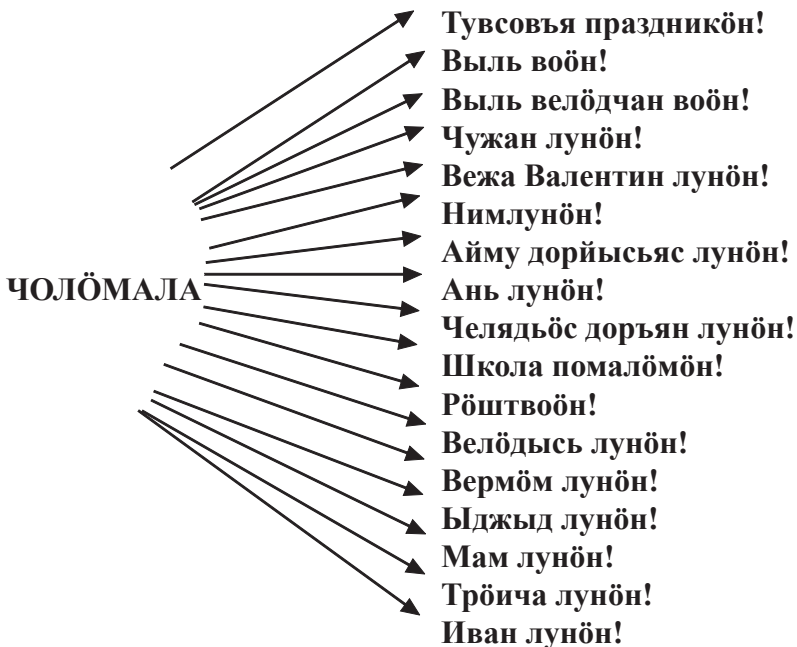 Тувсовъя праздникӧн!
Выль воӧн!
Выль велӧдчан воӧн!
Чужан лунӧн!
Вежа Валентин лунӧн!
Нимлунӧн!
Айму дорйысьяс лунӧн!
ЧОЛӦМАЛА
Ань лунӧн!
Челядьӧс доръян лунӧн!
Школа помалӧмӧн!
Рӧштвоӧн!
Велӧдысь лунӧн!
Вермӧм лунӧн!
Ыджыд лунӧн!
Мам лунӧн!
Трӧича лунӧн!
Иван лунӧн!